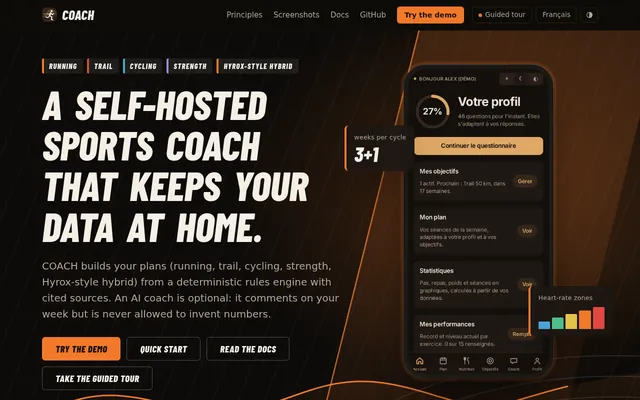 COACH
Principles
Screenshots
Docs
GitHub
Try the demo
Guided tour
Français
RUNNING
TRAIL
CYCLING
STRENGTH
HYROX-STYLE HYBRID
A SELF-HOSTED
SPORTS COACH
THAT KEEPS YOUR
DATA AT HOME.
COACH builds your plans (running, trail, cycling, strength,
Hyrox-style hybrid) from a deterministic rules engine with
cited sources. An AI coach is optional: it comments on your
week but is never allowed to invent numbers.
TRY THE DEMO
QUICK START
READ THE DOCS
TAKE THE GUIDED TOUR
weeks per cycle
3+1
BONJOUR ALEX (DÉMO)
27%
Votre profil
46 questions pour l'instant. Elles
s'adaptent à vos réponses.
Continuer le questionnaire
Mes objectifs
1 actif. Prochain : Trail 50 km, dans
17 semaines.
Gérer
Mon plan
Vos séances de la semaine,
adaptées à votre profil et à vos
objectifs.
Voir
Statistiques
Pas, repas, poids et séances en
graphiques, calculés à partir de vos
données.
Mes performances
Record et niveau actuel par
exercice. 0 sur 15 renseignés.
Heart-rate zones
Accueil
Plan
Nutrition
Objectifs
Coach
Profil